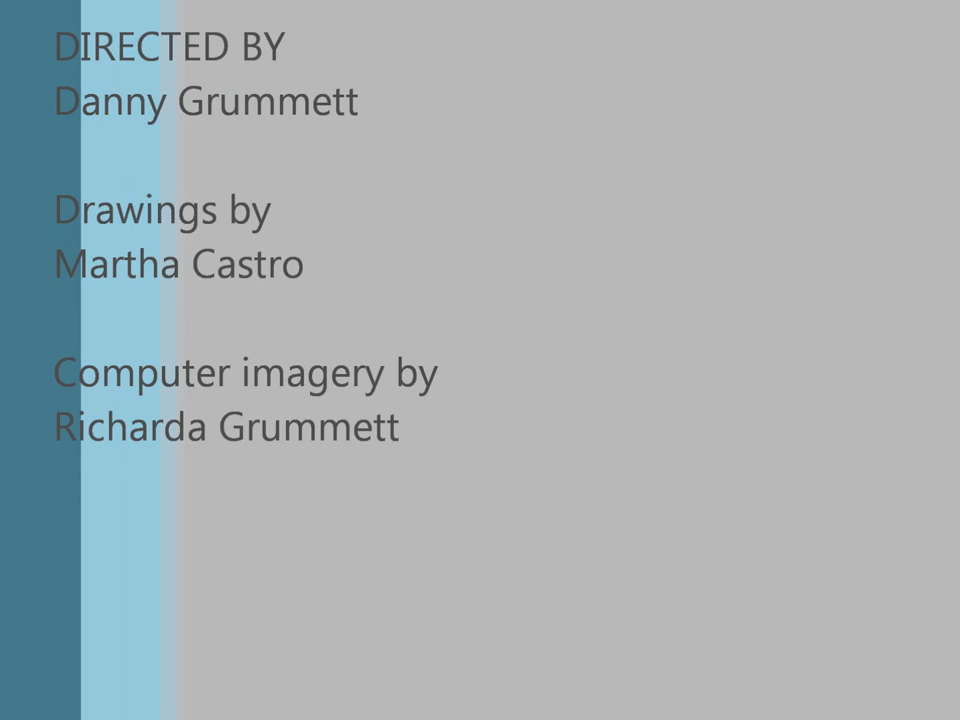 DIRECTED BY
Danny Grummett
Drawings by
Martha Castro
Computer imagery by
Richarda Grummett